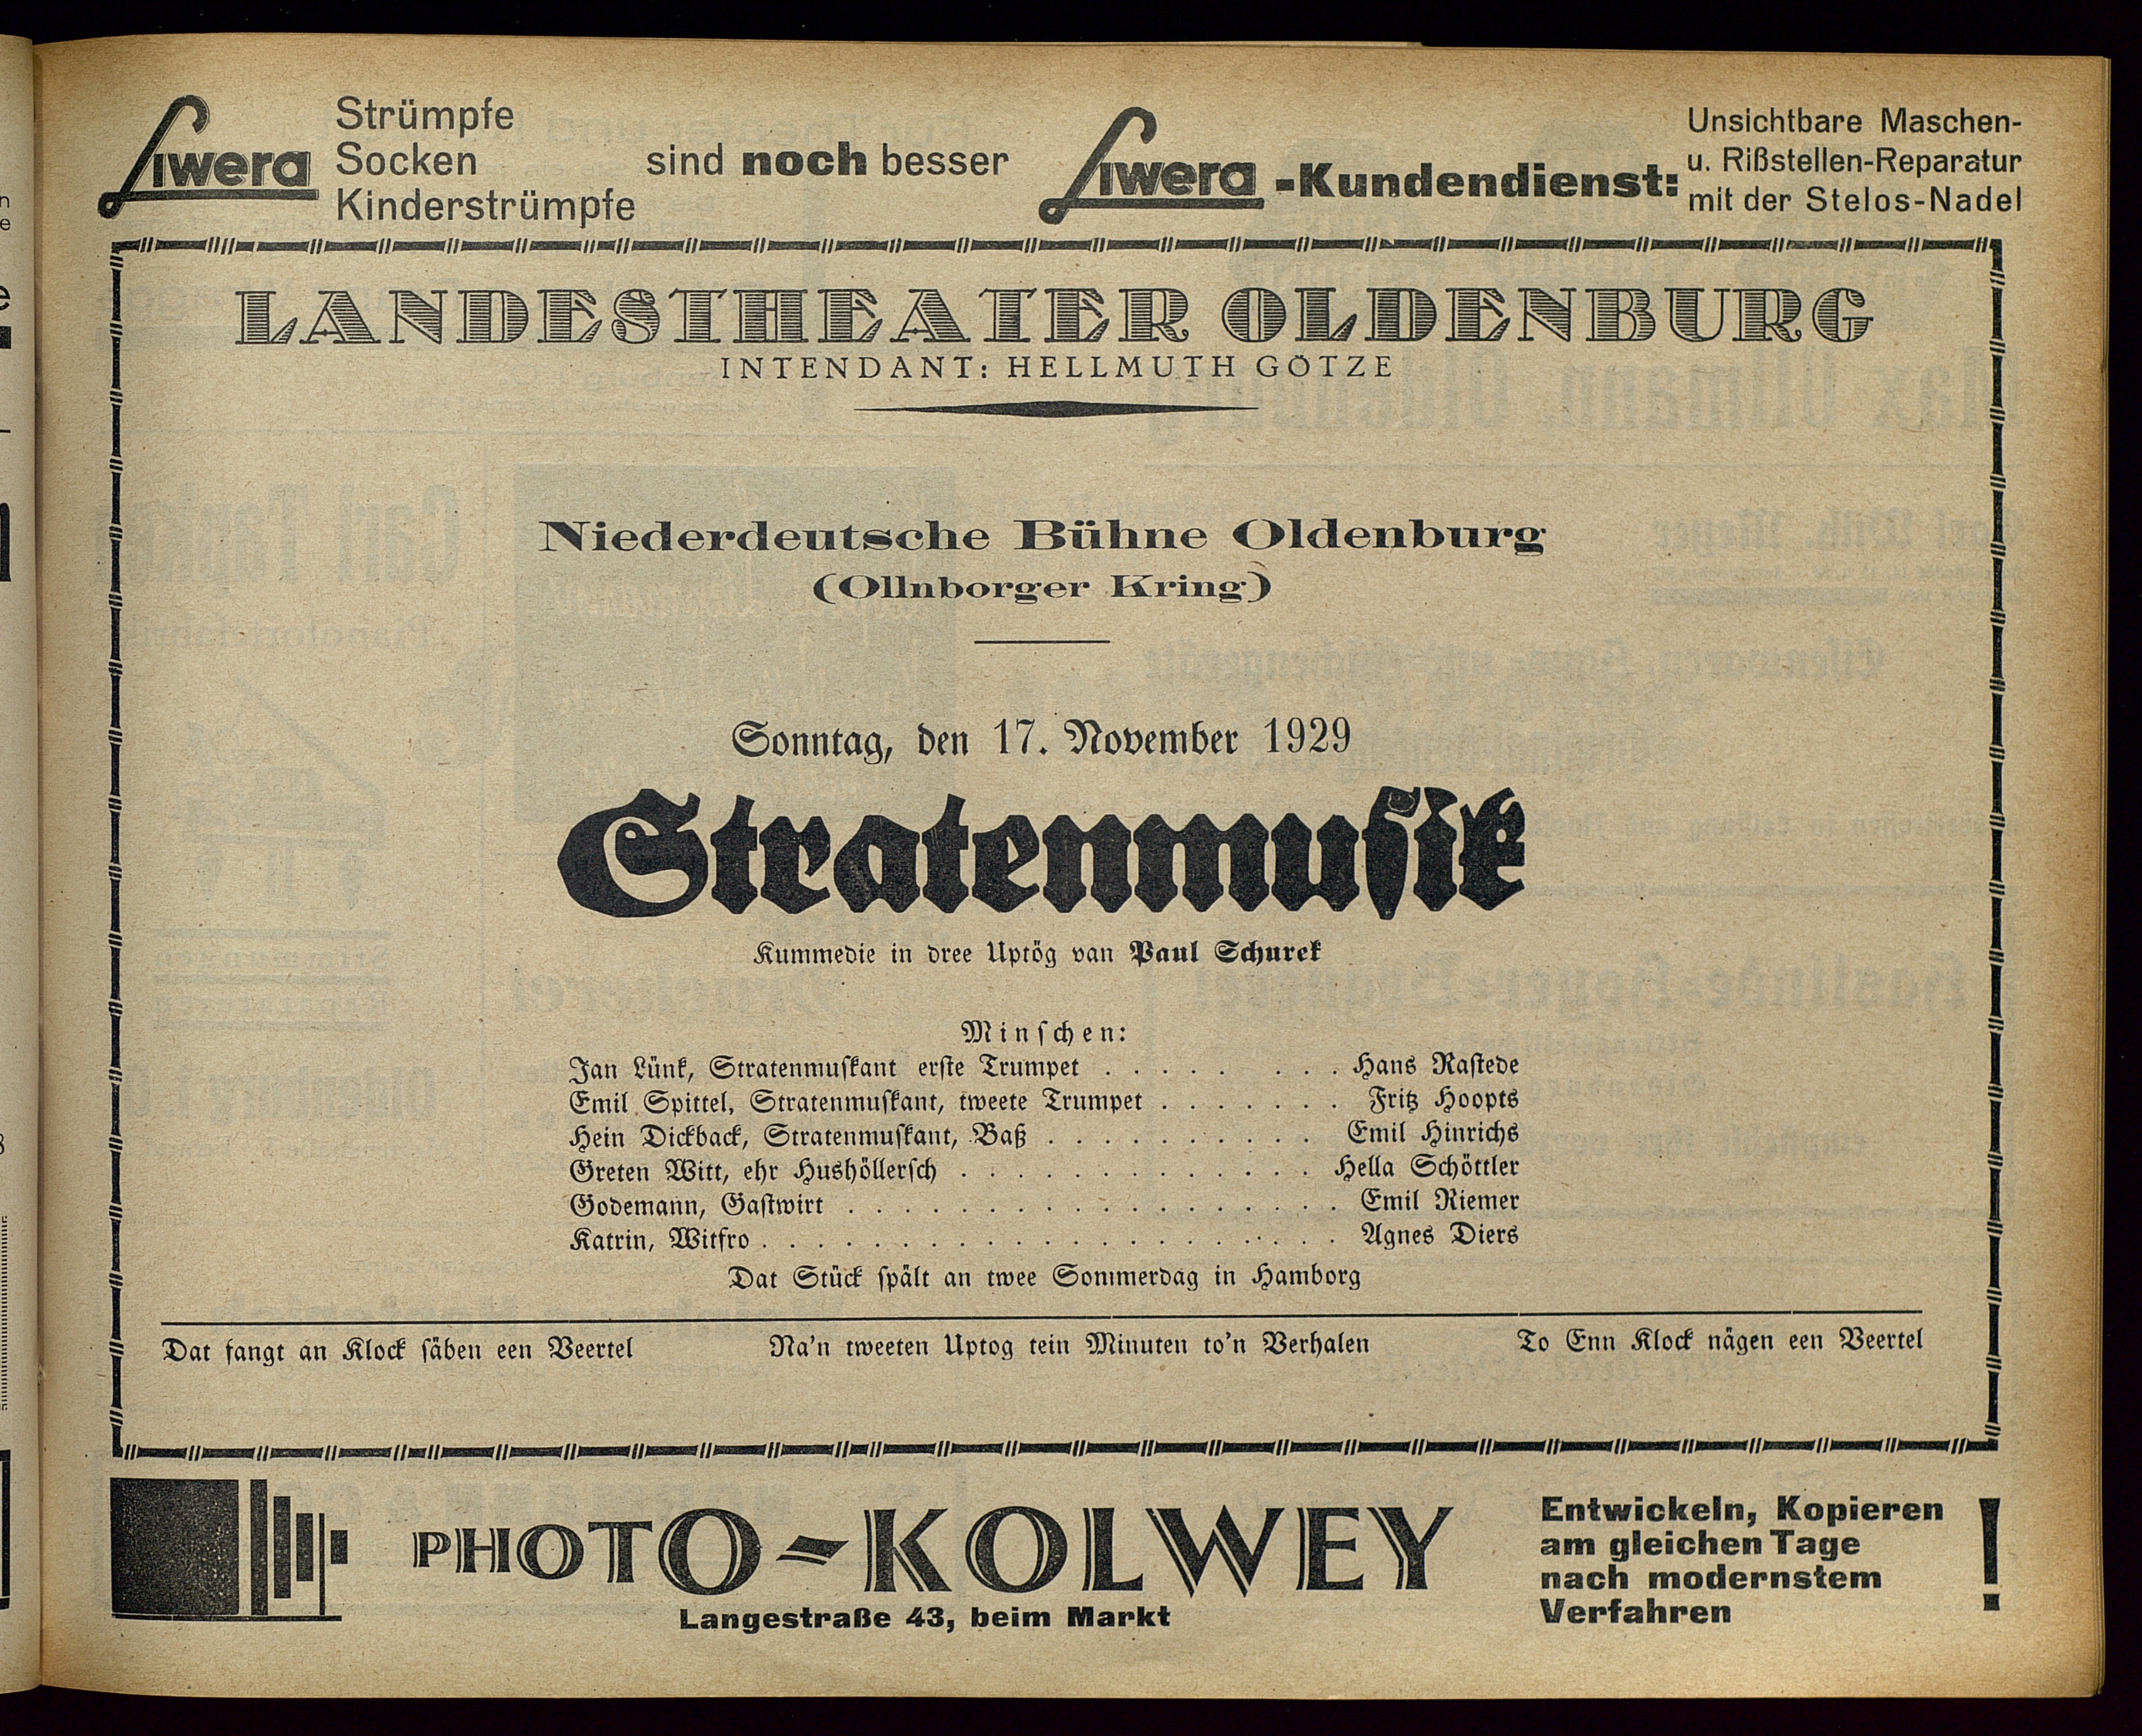 Liwera
Strümpfe
Socken
Kinderstrümpfe
sind noch besser
Liwera-Kundendienst:
Unsichtbare Maschen-
u. Rißstellen-Reparatur
mit der Stelos-Nadel
LANDESTHEATER OLDENBURG
INTENDANT: HELLMUTH GÖTZE
Niederdeutsche Bühne Oldenburg
(Ollnborger Kring)
Sonntag, den 17. November 1929
Stratenmusik
Kummedie in dree Uptög van Paul Schurek
Minschen:
Jan Lünk, Stratenmuskant erste Trumpet . . . . . . . . Hans Rastede
Emil Spittel, Stratenmuskant, tweete Trumpet . . . . . . . Fritz Hoopts
Hein Dickback, Stratenmuskant, Baß . . . . . . . . . . Emil Hinrichs
Greten Witt, ehr Hushöllersch . . . . . . . . . . . . . Hella Schöttler
Godemann, Gastwirt . . . . . . . . . . . . . . . . . . Emil Riemer
Katrin, Witfro . . . . . . . . . . . . . . . . . . . . . Agnes Diers
Dat Stück spält an twee Sommerdag in Hamborg
Dat fangt an Klock säben een Veertel Na'n tweeten Uptog tein Minuten to'n Verhalen To Enn Klock nägen een Veertel
PHOTO-KOLWEY
Langestraße 43, beim Markt
Entwickeln, Kopieren
am gleichen Tage
nach modernstem
Verfahren !